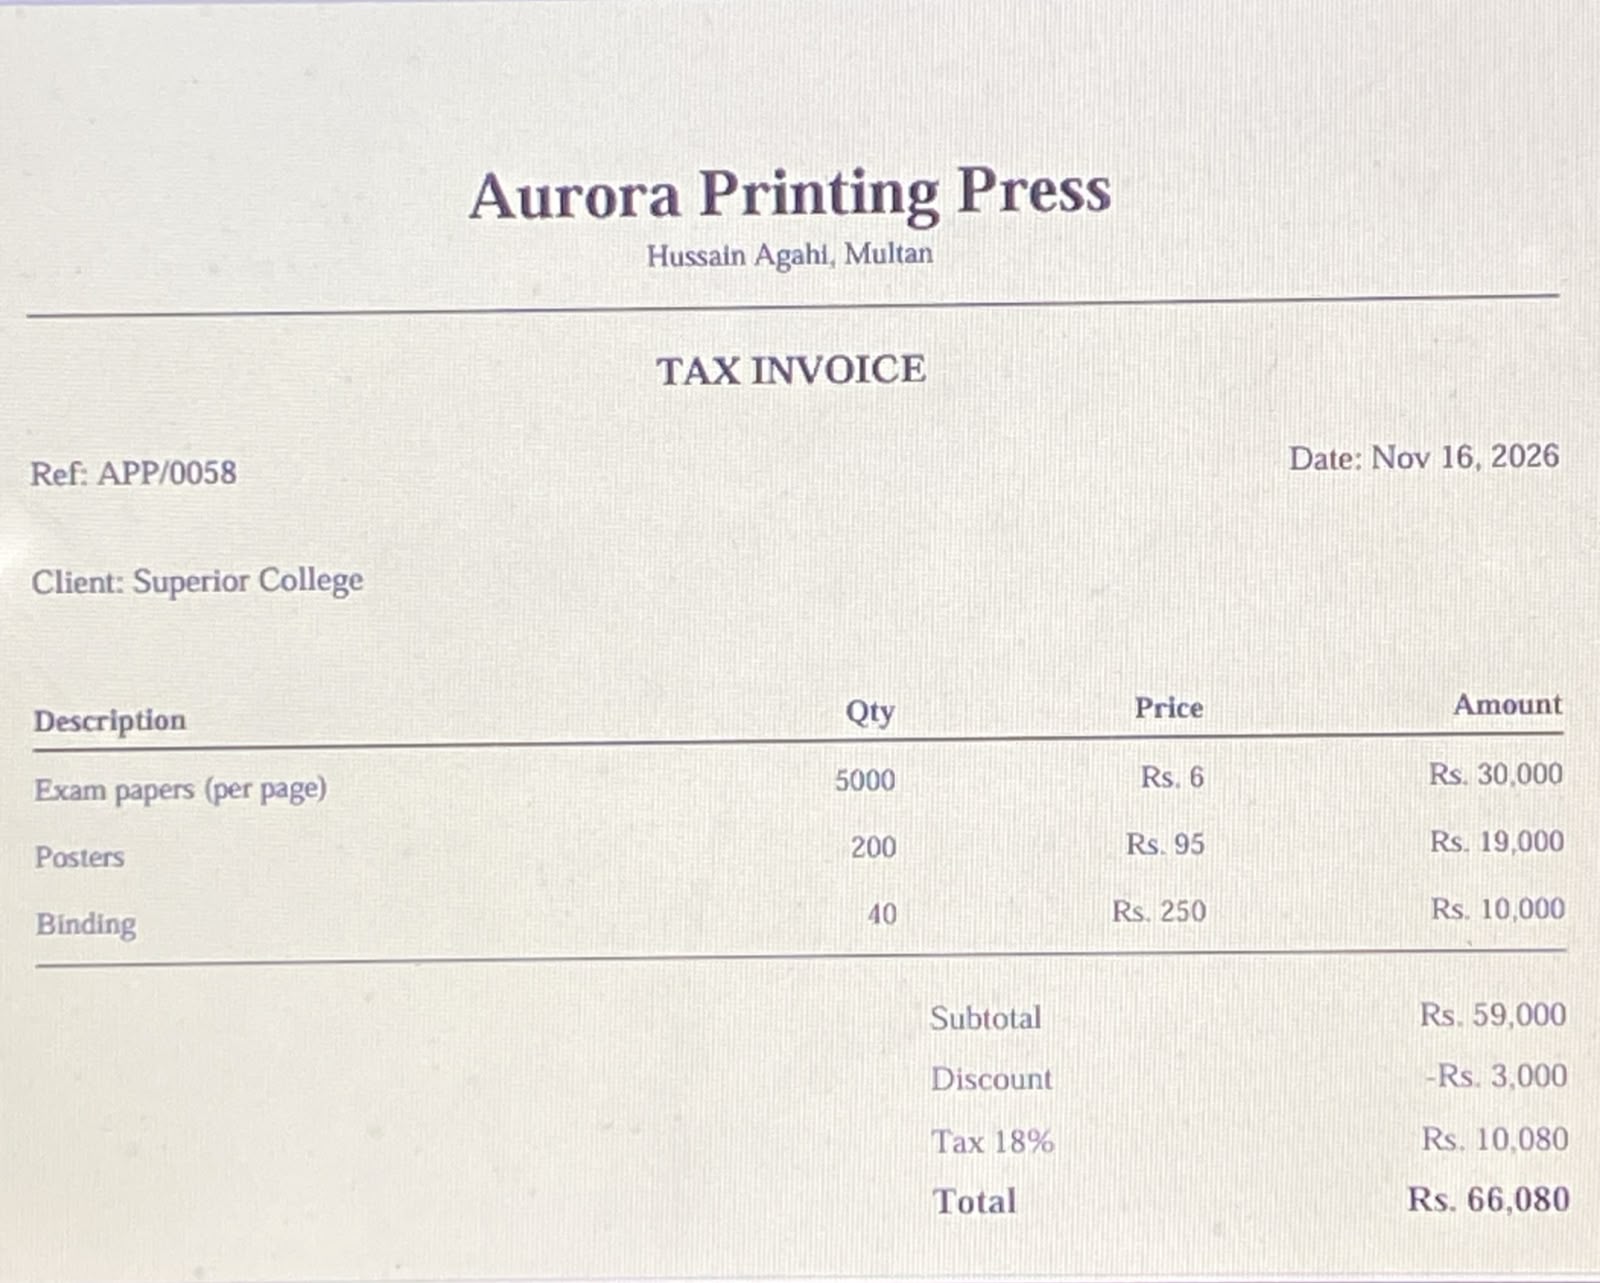 Aurora Printing Press
Hussain Agahi, Multan
TAX INVOICE
Ref: APP/0058 Date: Nov 16, 2026
Client: Superior College
Description Qty Price Amount
Exam papers (per page) 5000 Rs. 6 Rs. 30,000
Posters 200 Rs. 95 Rs. 19,000
Binding 40 Rs. 250 Rs. 10,000
Subtotal Rs. 59,000
Discount -Rs. 3,000
Tax 18% Rs. 10,080
Total Rs. 66,080